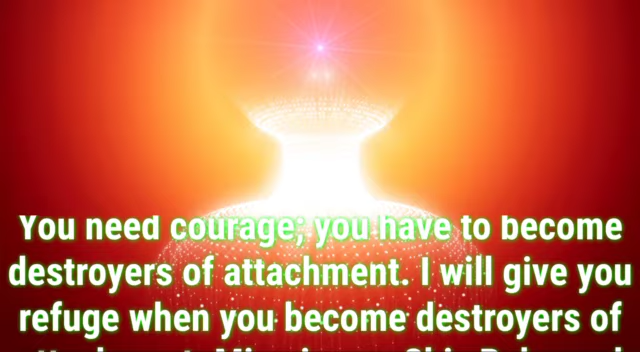 You need courage; you have to become
destroyers of attachment. I will give you
refuge when you become destroyers of